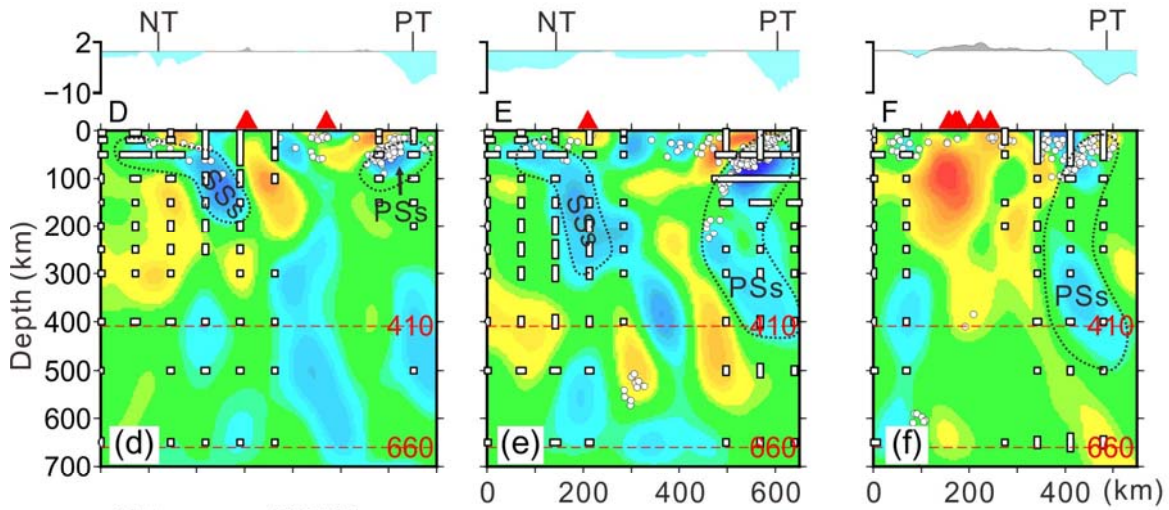 NT PT NT PT PT
2
−10
D E F
0
100
200
300
400
500
600
700
Depth (km)
SSs PSs SSs PSs PSs
410 410 410
660 660 660
(d) (e) (f)
0 200 400 600 0 200 400 (km)